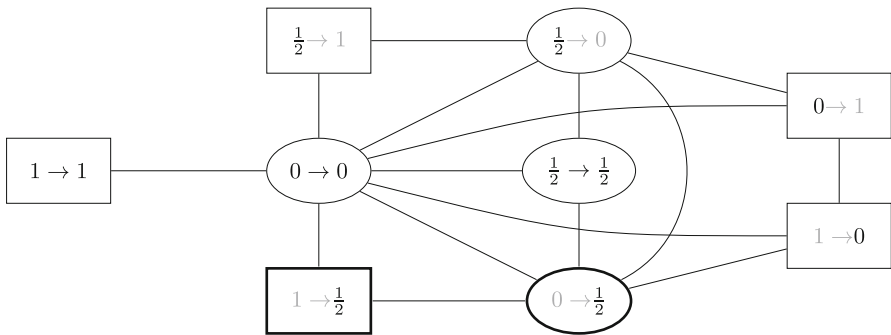 ½ → 1
½ → 0
0 → 1
1 → 1
0 → 0
½ → ½
1 → 0
1 → ½
0 → ½